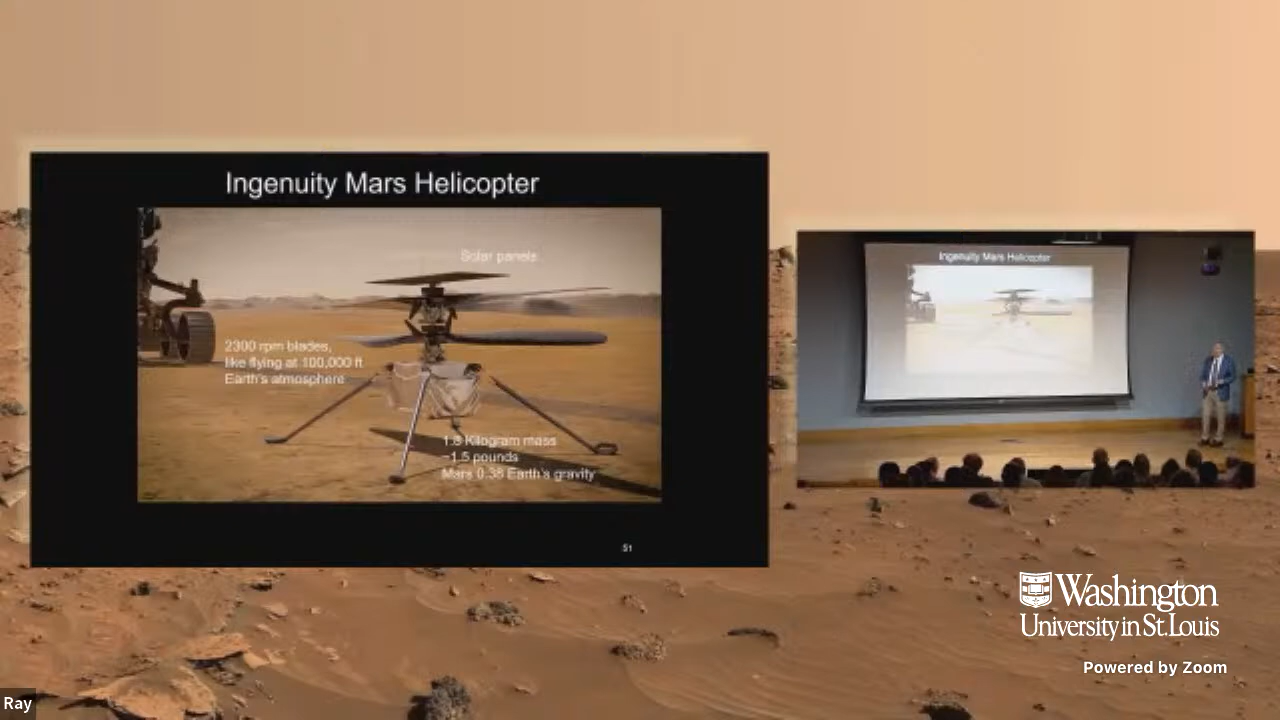 Ingenuity Mars Helicopter
Solar panels
2300 rpm blades,
like flying at 100,000 ft
Earth's atmosphere
1.8 Kilogram mass
~1.5 pounds
Mars 0.38 Earth's gravity
51
Ingenuity Mars Helicopter
Washington
University in St. Louis
Powered by Zoom
Ray